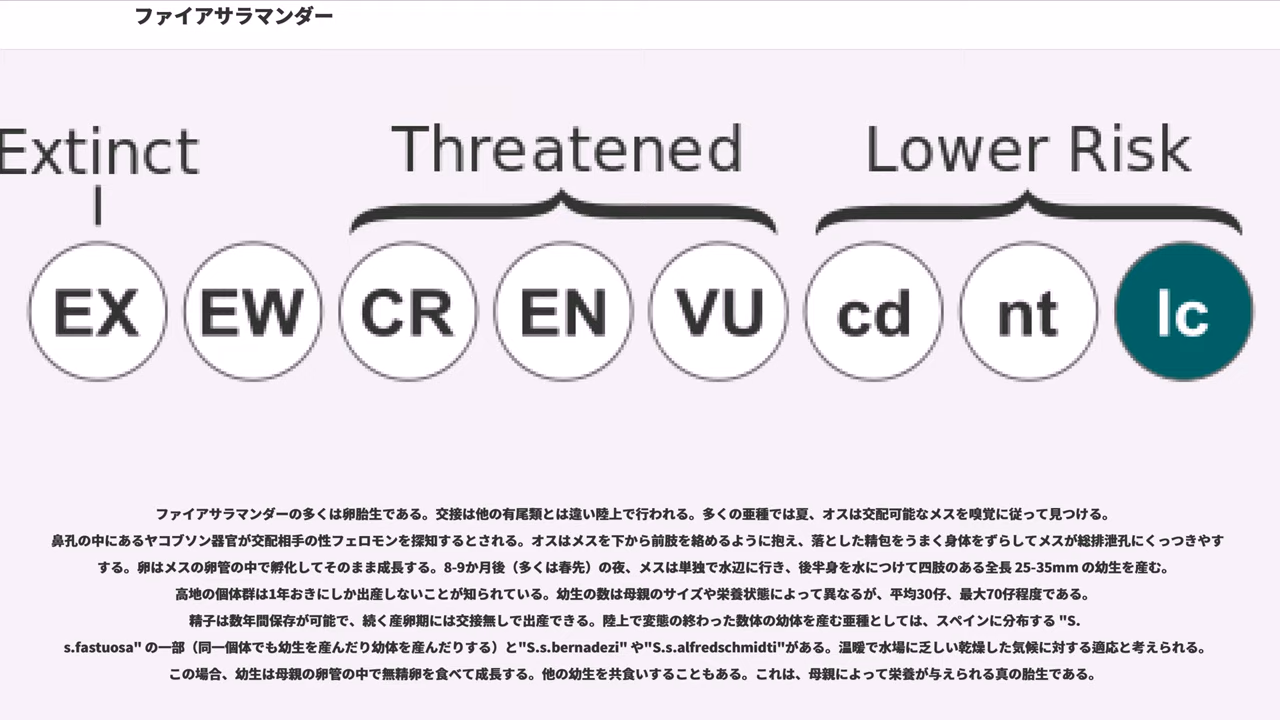 ファイアサラマンダー
Extinct Threatened Lower Risk
EX EW CR EN VU cd nt lc
ファイアサラマンダーの多くは卵胎生である。交接は他の有尾類とは違い陸上で行われる。多くの亜種では夏、オスは交配可能なメスを嗅覚に従って見つける。
鼻孔の中にあるヤコブソン器官が交配相手の性フェロモンを探知するとされる。オスはメスを下から前肢を絡めるように抱え、落とした精包をうまく身体をずらしてメスが総排泄孔にくっつきやす
する。卵はメスの卵管の中で孵化してそのまま成長する。8-9か月後（多くは春先）の夜、メスは単独で水辺に行き、後半身を水につけて四肢のある全長 25-35mm の幼生を産む。
高地の個体群は1年おきにしか出産しないことが知られている。幼生の数は母親のサイズや栄養状態によって異なるが、平均30仔、最大70仔程度である。
精子は数年間保存が可能で、続く産卵期には交接無しで出産できる。陸上で変態の終わった数体の幼体を産む亜種としては、スペインに分布する "S.
s.fastuosa" の一部（同一個体でも幼生を産んだり幼体を産んだりする）と"S.s.bernadezi" や"S.s.alfredschmidti"がある。温暖で水場に乏しい乾燥した気候に対する適応と考えられる。
この場合、幼生は母親の卵管の中で無精卵を食べて成長する。他の幼生を共食いすることもある。これは、母親によって栄養が与えられる真の胎生である。